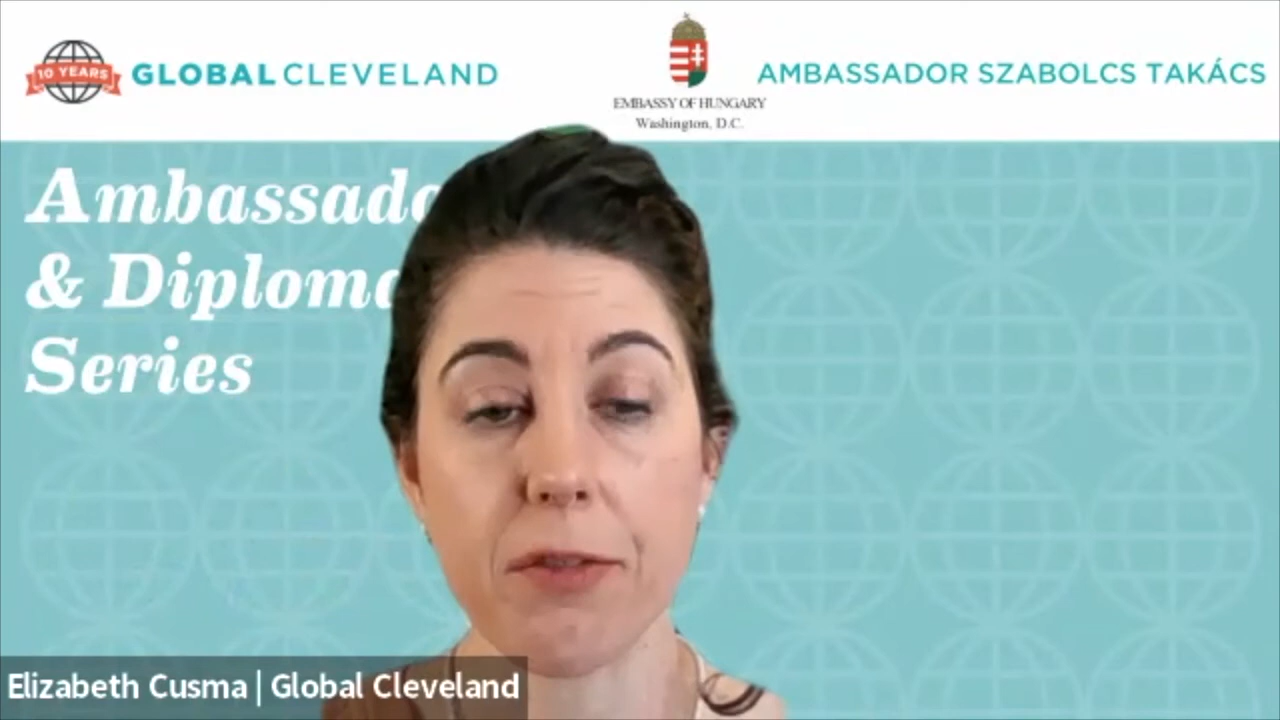 10 YEARS
GLOBAL CLEVELAND
EMBASSY OF HUNGARY
Washington, D.C.
AMBASSADOR SZABOLCS TAKÁCS
Ambassado
& Diploma
Series
Elizabeth Cusma | Global Cleveland